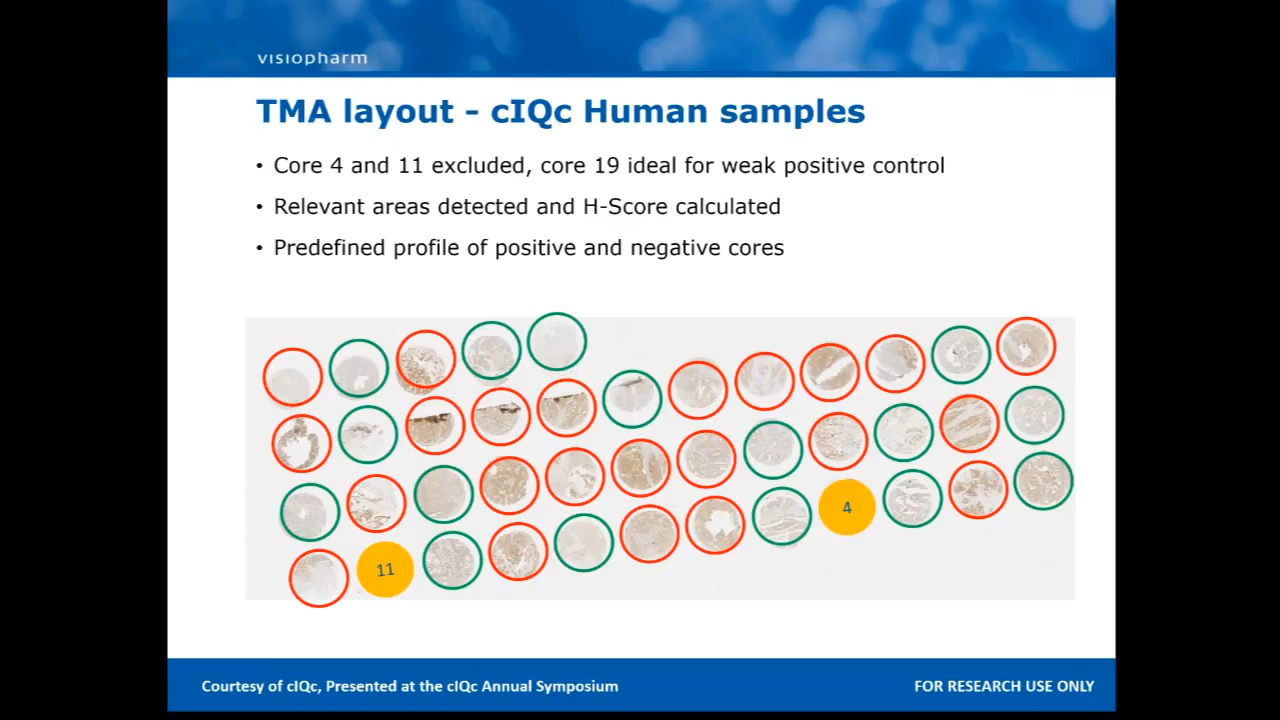 visiopharm
TMA layout - cIQc Human samples
• Core 4 and 11 excluded, core 19 ideal for weak positive control
• Relevant areas detected and H-Score calculated
• Predefined profile of positive and negative cores
4
11
Courtesy of cIQc, Presented at the cIQc Annual Symposium
FOR RESEARCH USE ONLY